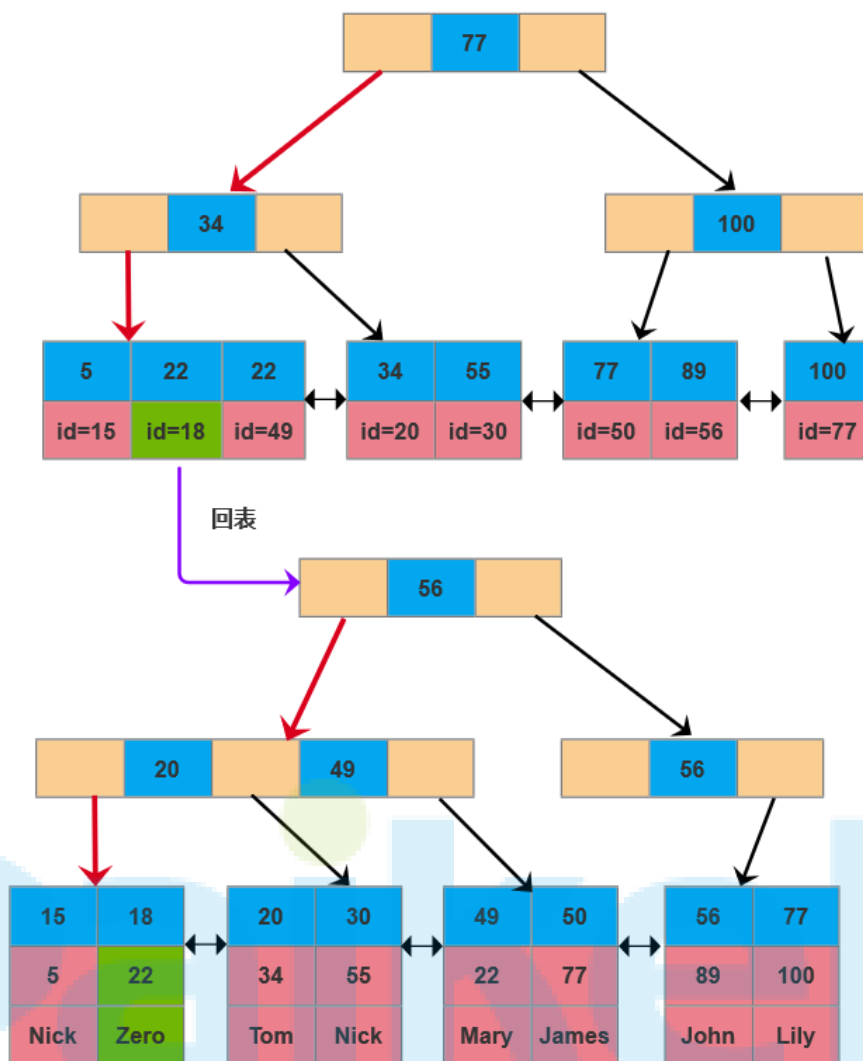 77
34 100
5 22 22 34 55 77 89 100
id=15 id=18 id=49 id=20 id=30 id=50 id=56 id=77
回表
56
20 49 56
15 18 20 30 49 50 56 77
5 22 34 55 22 77 89 100
Nick Zero Tom Nick Mary James John Lily